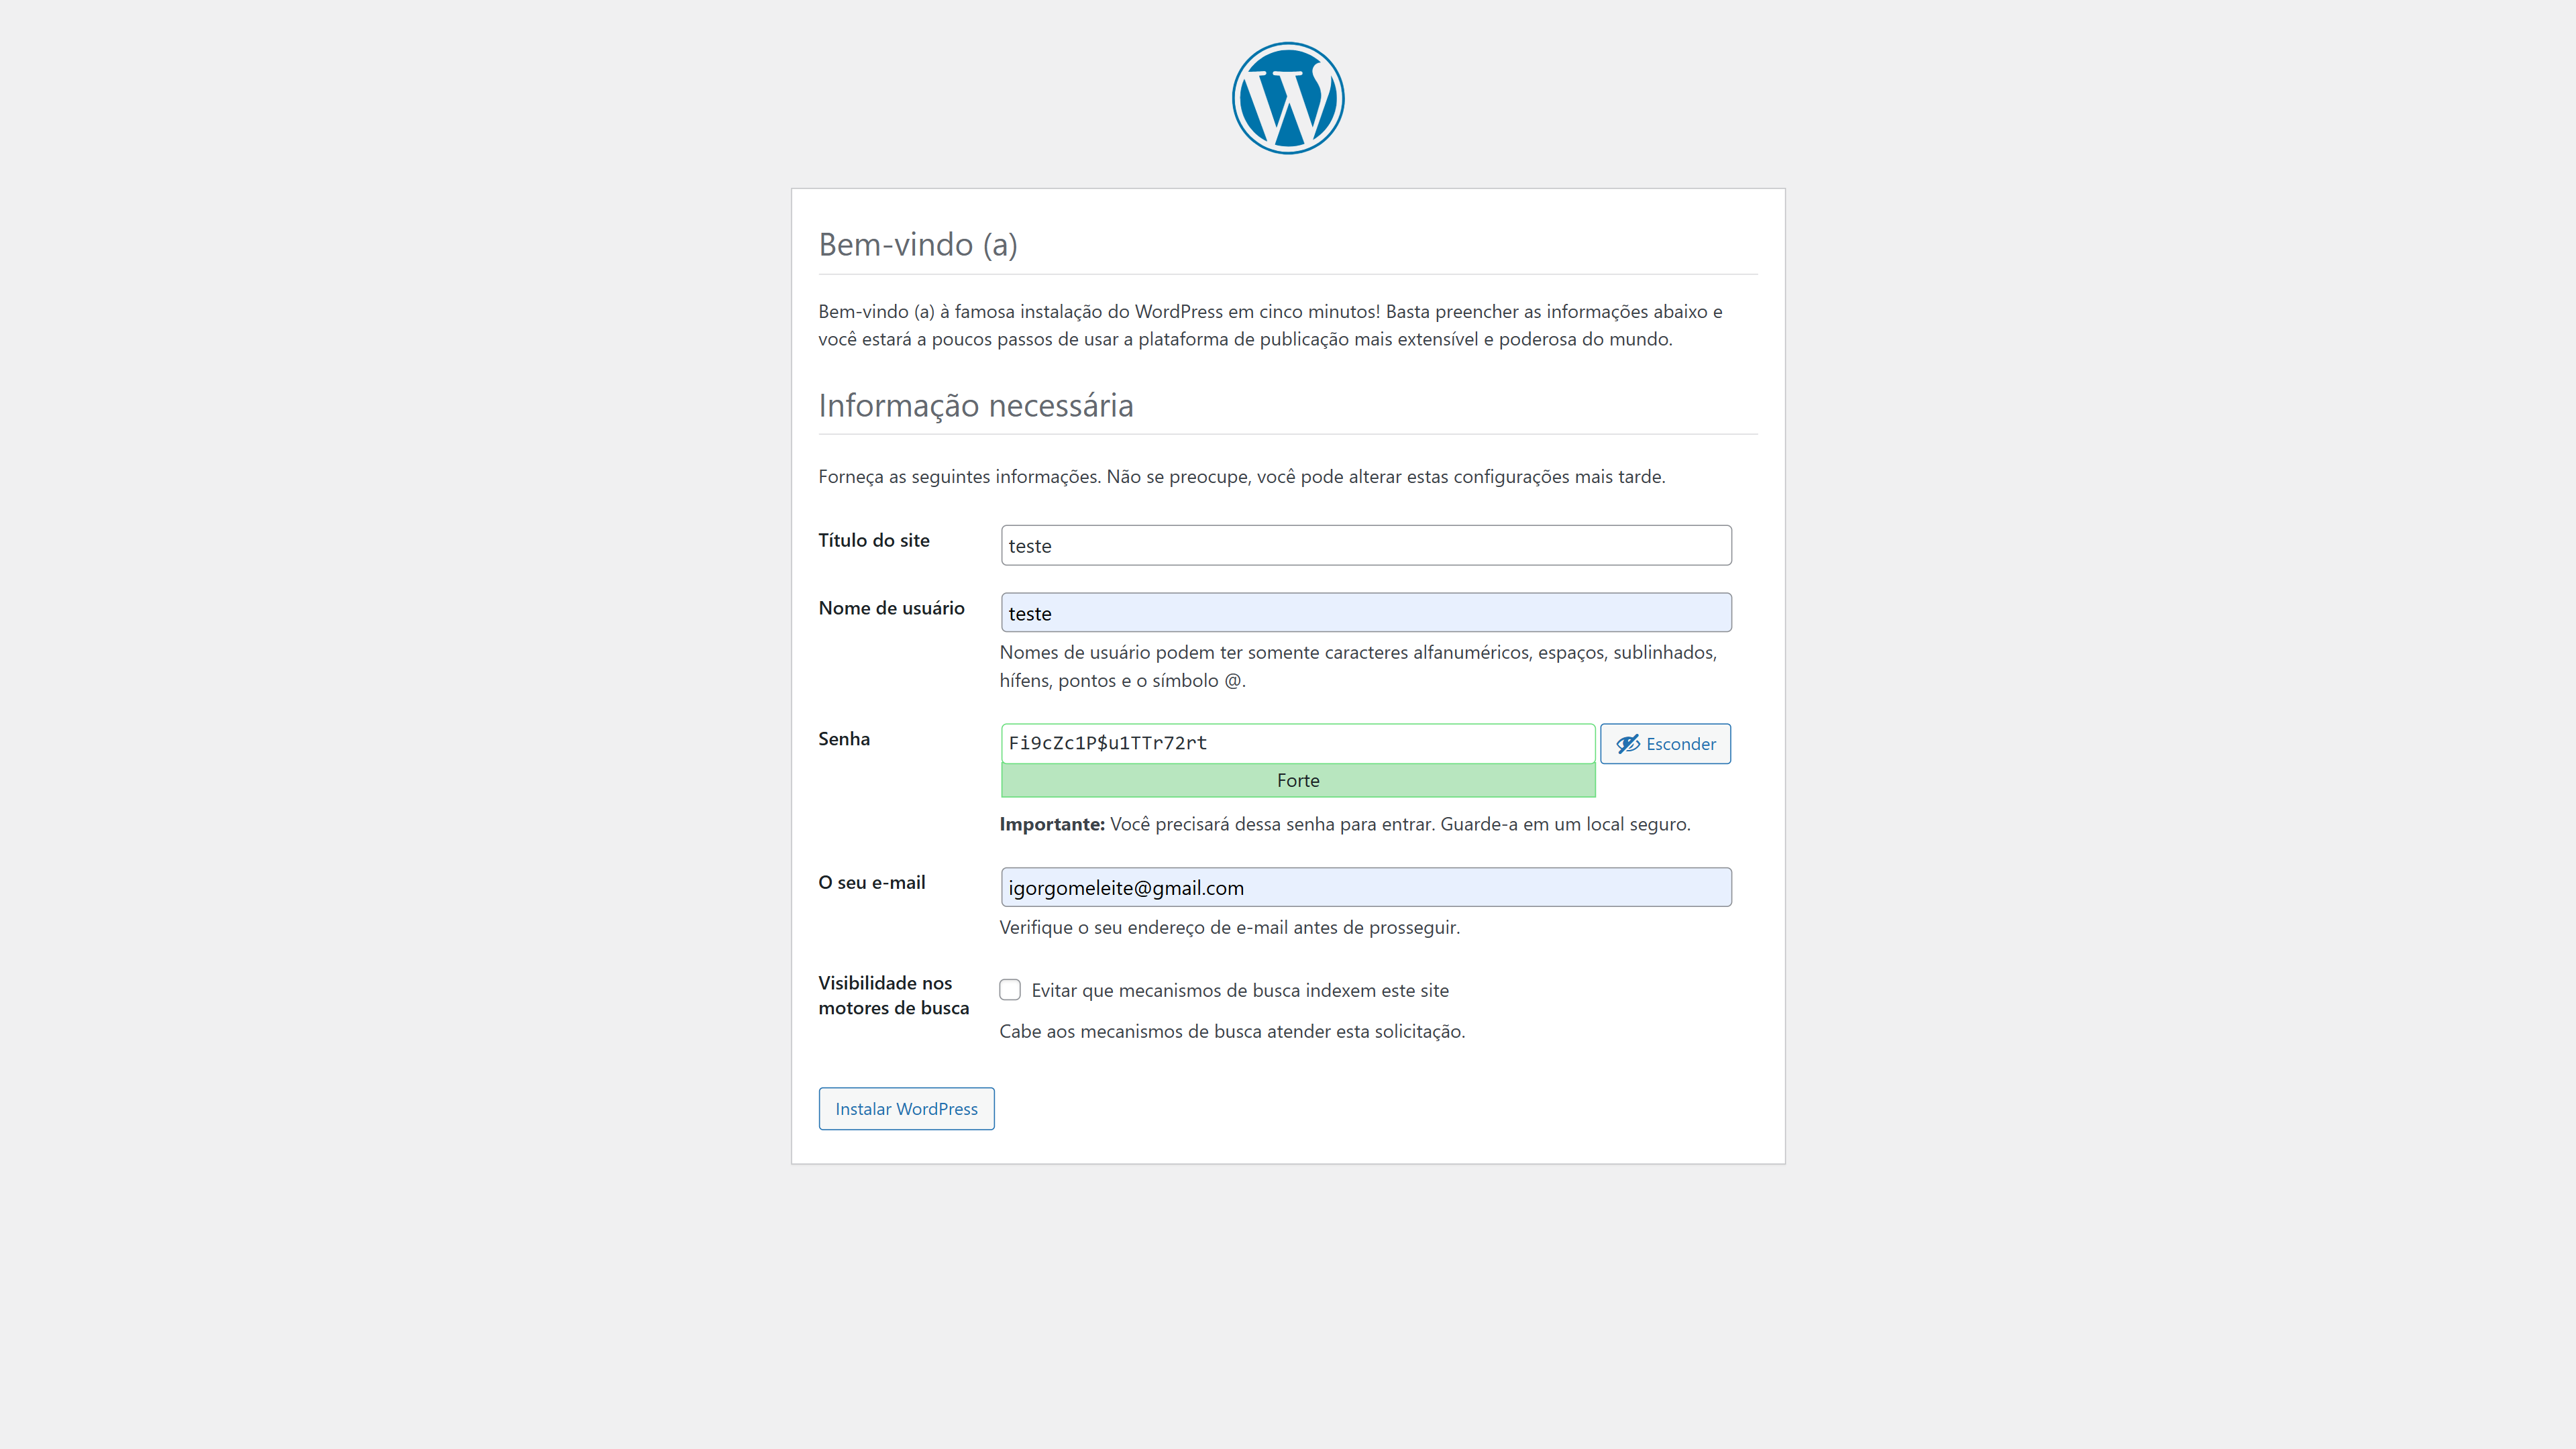 Bem-vindo (a)
Bem-vindo (a) à famosa instalação do WordPress em cinco minutos! Basta preencher as informações abaixo e
você estará a poucos passos de usar a plataforma de publicação mais extensível e poderosa do mundo.
Informação necessária
Forneça as seguintes informações. Não se preocupe, você pode alterar estas configurações mais tarde.
Título do site
teste
Nome de usuário
teste
Nomes de usuário podem ter somente caracteres alfanuméricos, espaços, sublinhados,
hífens, pontos e o símbolo @.
Senha
Fi9cZc1P$u1TTr72rt
Esconder
Forte
Importante: Você precisará dessa senha para entrar. Guarde-a em um local seguro.
O seu e-mail
igorgomeleite@gmail.com
Verifique o seu endereço de e-mail antes de prosseguir.
Visibilidade nos
motores de busca
Evitar que mecanismos de busca indexem este site
Cabe aos mecanismos de busca atender esta solicitação.
Instalar WordPress